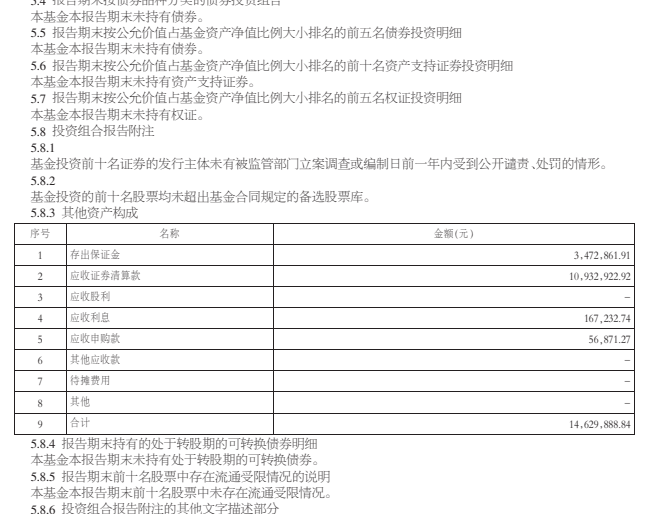 5.4 报告期末按债券品种分类的债券投资组合
本基金本报告期末未持有债券。
5.5 报告期末按公允价值占基金资产净值比例大小排名的前五名债券投资明细
本基金本报告期末未持有债券。
5.6 报告期末按公允价值占基金资产净值比例大小排名的前十名资产支持证券投资明细
本基金本报告期末未持有资产支持证券。
5.7 报告期末按公允价值占基金资产净值比例大小排名的前五名权证投资明细
本基金本报告期末未持有权证。
5.8 投资组合报告附注
5.8.1
基金投资前十名证券的发行主体未有被监管部门立案调查或编制日前一年内受到公开谴责、处罚的情形。
5.8.2
基金投资的前十名股票均未超出基金合同规定的备选股票库。
5.8.3 其他资产构成
序号 名称 金额(元)
1 存出保证金 3,472,861.91
2 应收证券清算款 10,932,922.92
3 应收股利 –
4 应收利息 167,232.74
5 应收申购款 56,871.27
6 其他应收款 –
7 待摊费用 –
8 其他 –
9 合计 14,629,888.84
5.8.4 报告期末持有的处于转股期的可转换债券明细
本基金本报告期末未持有处于转股期的可转换债券。
5.8.5 报告期末前十名股票中存在流通受限情况的说明
本基金本报告期末前十名股票中未存在流通受限情况。
5.8.6 投资组合报告附注的其他文字描述部分